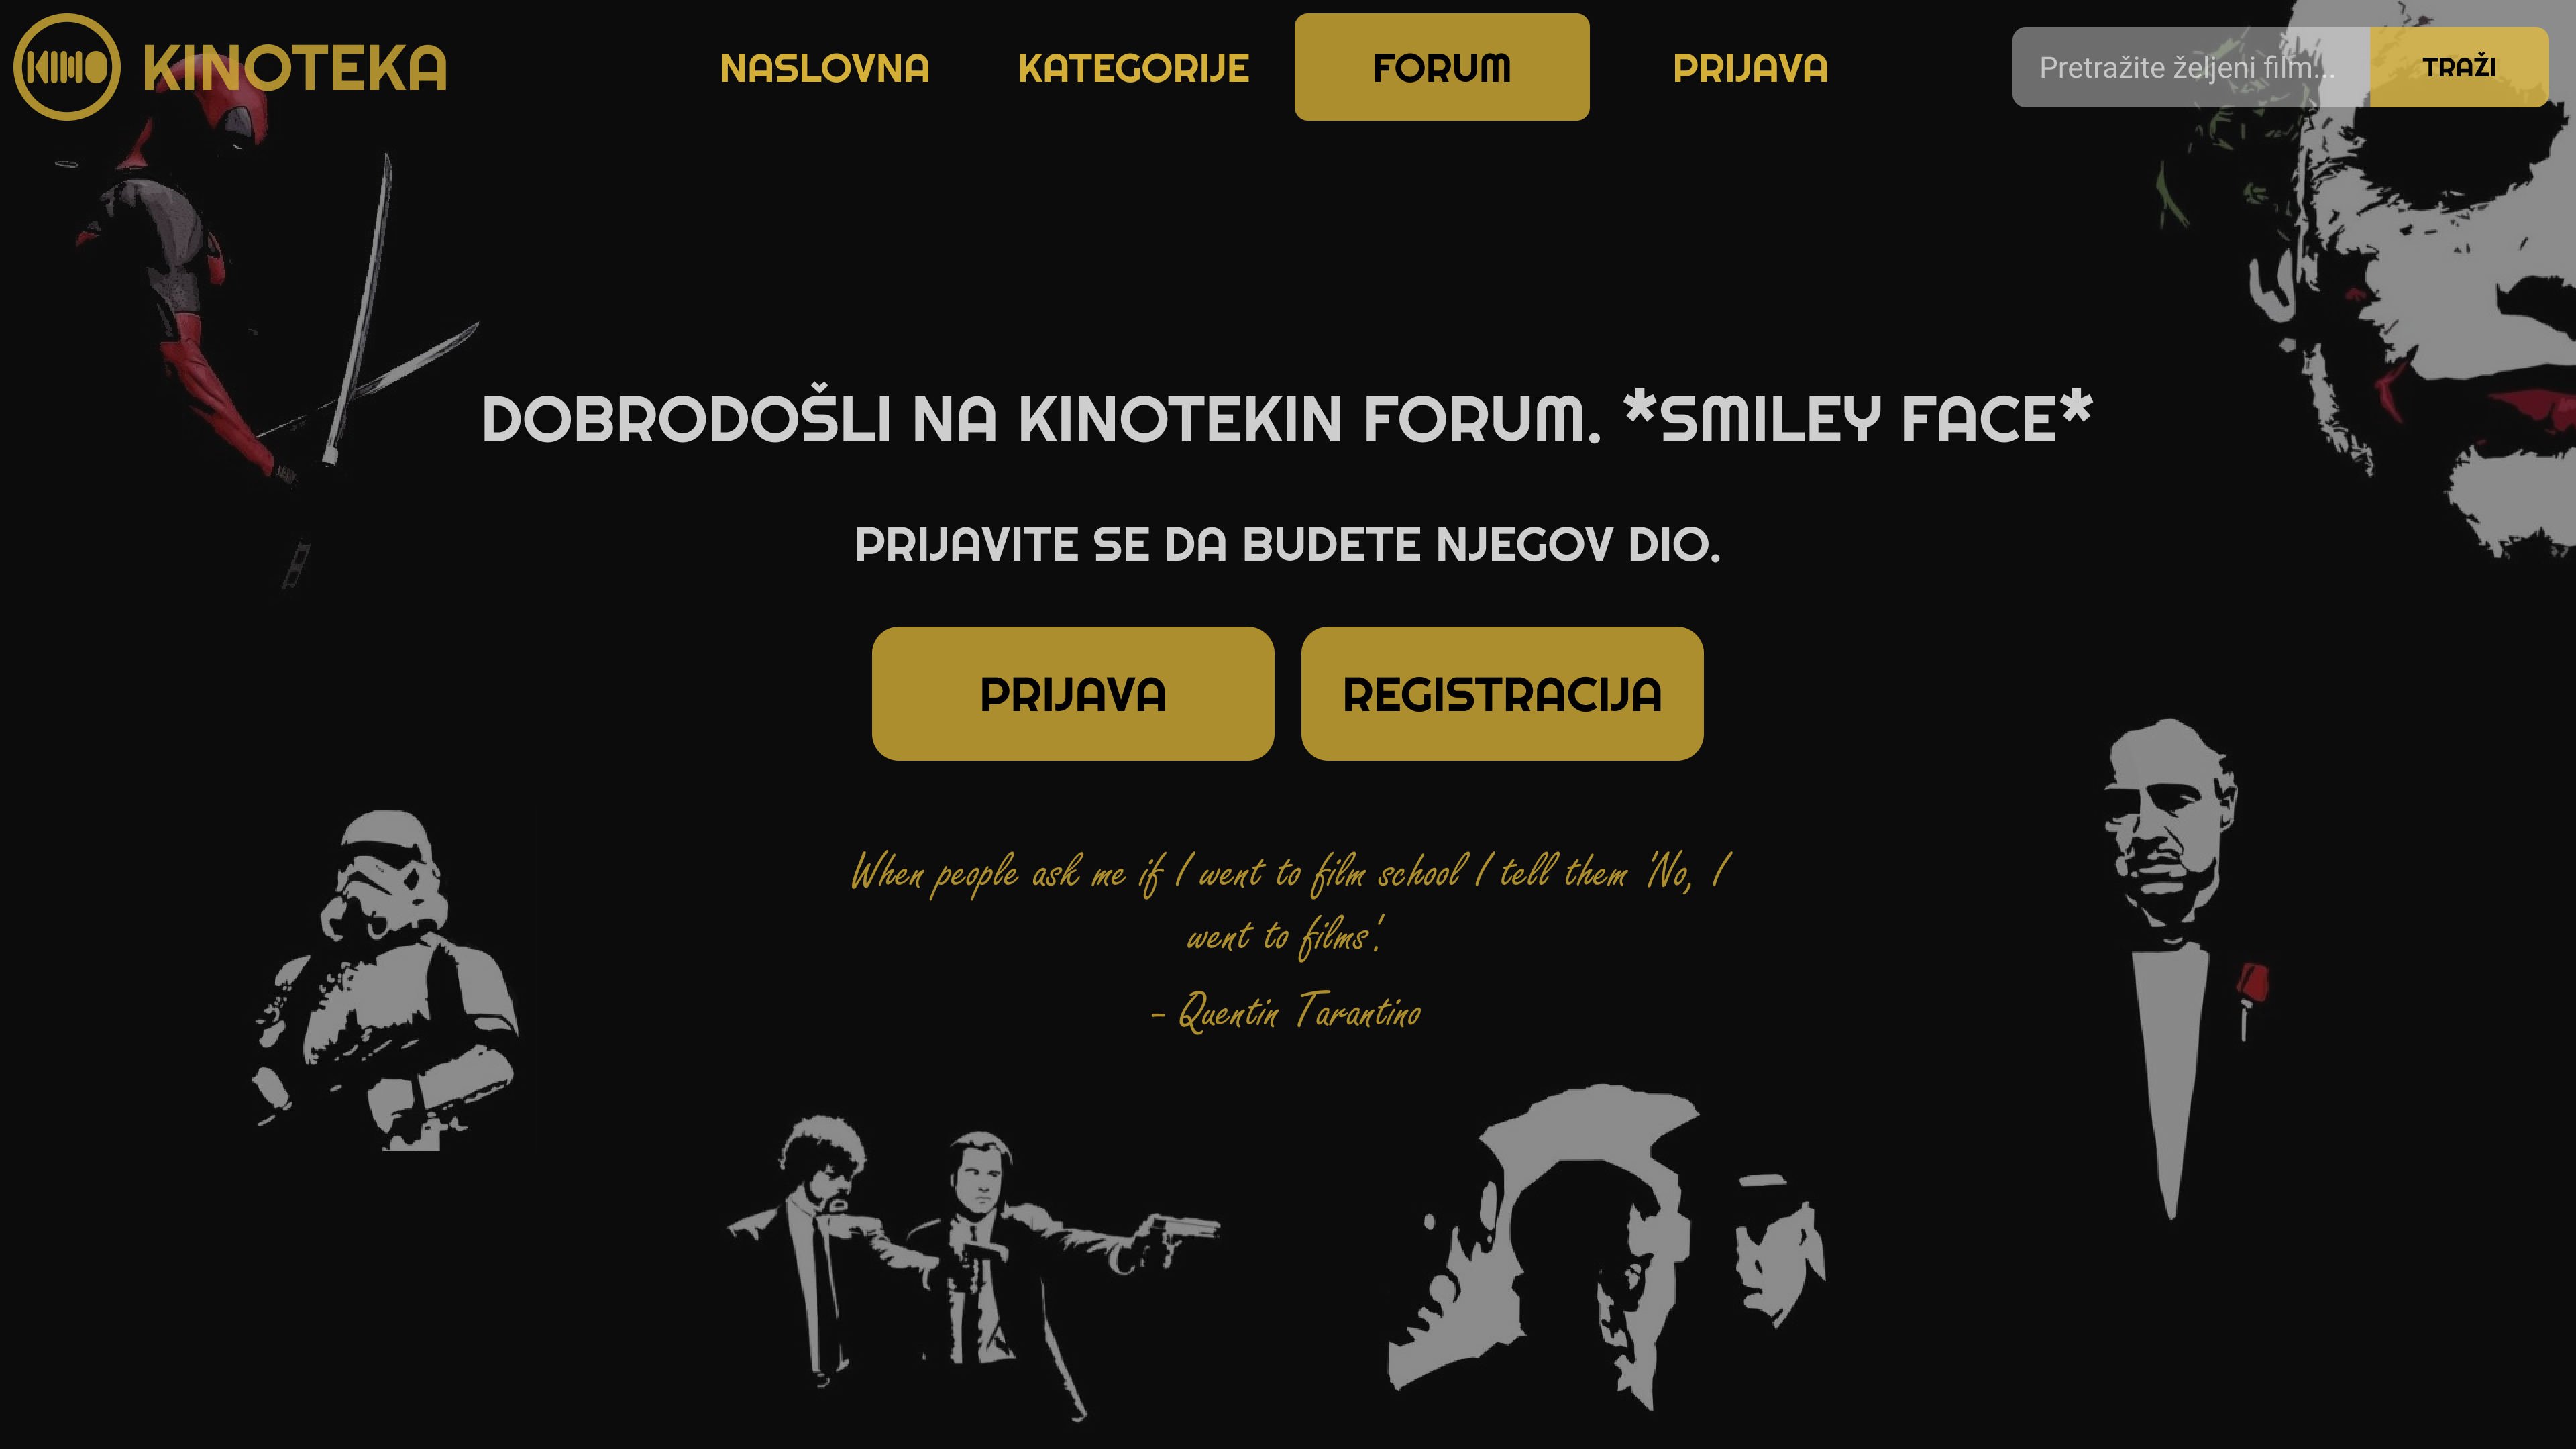 KINO KINOTEKA NASLOVNA KATEGORIJE FORUM PRIJAVA Pretražite željeni film... TRAŽI
DOBRODOŠLI NA KINOTEKIN FORUM. *SMILEY FACE*
PRIJAVITE SE DA BUDETE NJEGOV DIO.
PRIJAVA REGISTRACIJA
When people ask me if I went to film school I tell them 'No, I
went to films'.
- Quentin Tarantino